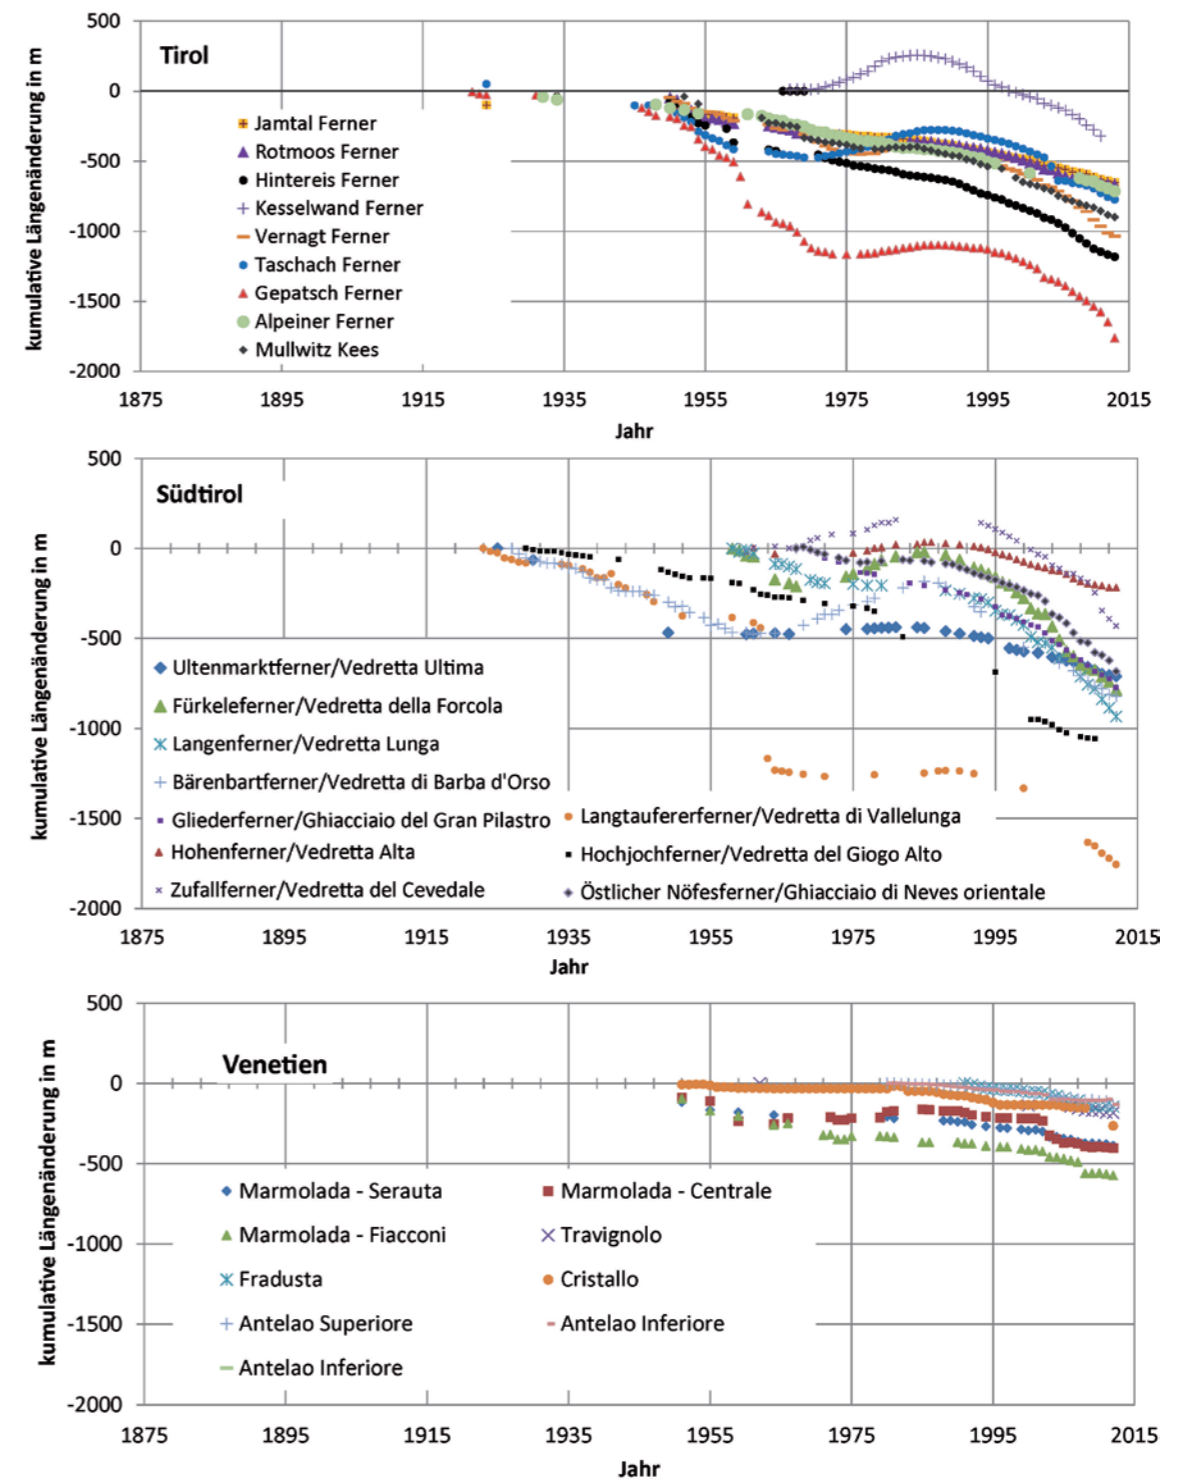 kumulative Längenänderung in m
Tirol
500
0
-500
-1000
-1500
-2000
Jamtal Ferner
Rotmoos Ferner
Hintereis Ferner
Kesselwand Ferner
Vernagt Ferner
Taschach Ferner
Gepatsch Ferner
Alpeiner Ferner
Mullwitz Kees
1875 1895 1915 1935 1955 1975 1995 2015
Jahr
kumulative Längenänderung in m
Südtirol
500
0
-500
-1000
-1500
-2000
Ultenmarktferner/Vedretta Ultima
Fürkeleferner/Vedretta della Forcola
Langenferner/Vedretta Lunga
Bärenbartferner/Vedretta di Barba d'Orso
Gliederferner/Ghiacciaio del Gran Pilastro
Hohenferner/Vedretta Alta
Zufallferner/Vedretta del Cevedale
Langtaufererferner/Vedretta di Vallelunga
Hochjochferner/Vedretta del Giogo Alto
Östlicher Nöfesferner/Ghiacciaio di Neves orientale
1875 1895 1915 1935 1955 1975 1995 2015
Jahr
kumulative Längenänderung in m
Venetien
500
0
-500
-1000
-1500
-2000
Marmolada - Serauta Marmolada - Centrale
Marmolada - Fiacconi Travignolo
Fradusta Cristallo
Antelao Superiore Antelao Inferiore
Antelao Inferiore
1875 1895 1915 1935 1955 1975 1995 2015
Jahr